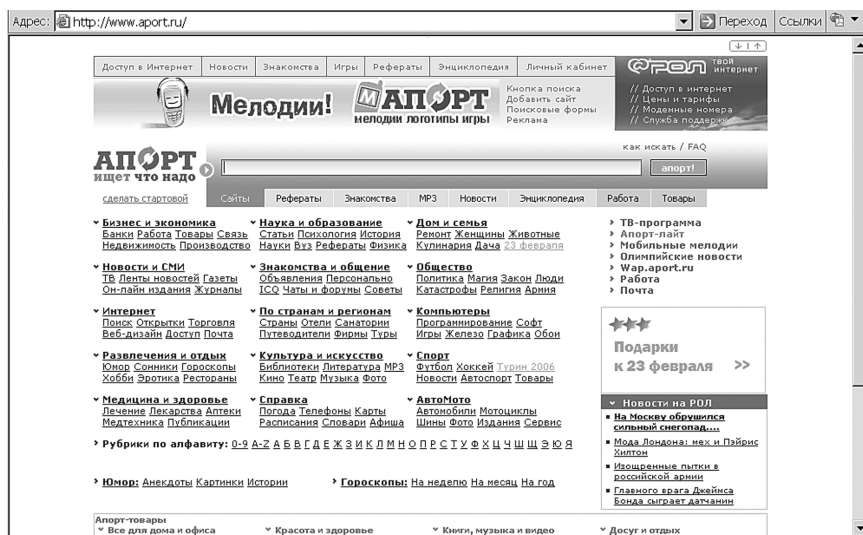 Адрес: http://www.aport.ru/ Переход Ссылки
Доступ в Интернет Новости Знакомства Игры Рефераты Энциклопедия Личный кабинет
РОЛ твой интернет
Мелодии! АПОРТ
мелодии логотипы игры
Кнопка поиска
Добавить сайт
Поисковые формы
Реклама
// Доступ в интернет
// Цены и тарифы
// Модемные номера
// Служба поддержки
как искать / FAQ
АПОРТ
ищет что надо
апорт!
сделать стартовой Сайты Рефераты Знакомства MP3 Новости Энциклопедия Работа Товары
Бизнес и экономика
Банки Работа Товары Связь
Недвижимость Производство
Наука и образование
Статьи Психология История
Науки Вуз Рефераты Физика
Дом и семья
Ремонт Женщины Животные
Кулинария Дача 23 февраля
Новости и СМИ
ТВ Ленты новостей Газеты
Он-лайн издания Журналы
Знакомства и общение
Объявления Персонально
ICQ Чаты и форумы Советы
Общество
Политика Магия Закон Люди
Катастрофы Религия Армия
Интернет
Поиск Открытки Торговля
Веб-дизайн Доступ Почта
По странам и регионам
Страны Отели Санатории
Путеводители Фирмы Туры
Компьютеры
Программирование Софт
Игры Железо Графика Обои
Развлечения и отдых
Юмор Сонники Гороскопы
Хобби Эротика Рестораны
Культура и искусство
Библиотеки Литература MP3
Кино Театр Музыка Фото
Спорт
Футбол Хоккей Турин 2006
Новости Автоспорт Товары
Медицина и здоровье
Лечение Лекарства Аптеки
Медтехника Публикации
Справка
Погода Телефоны Карты
Расписания Словари Афиша
АвтоМото
Автомобили Мотоциклы
Шины Фото Издания Сервис
Рубрики по алфавиту: 0-9 A-Z А Б В Г Д Е Ж З И К Л М Н О П Р С Т У Ф Х Ц Ч Ш Щ Э Ю Я
Юмор: Анекдоты Картинки Истории
Гороскопы: На неделю На месяц На год
ТВ-программа
Апорт-лайт
Мобильные мелодии
Олимпийские новости
Wap.aport.ru
Работа
Почта
Подарки
к 23 февраля >>
Новости на РОЛ
На Москву обрушился
сильный снегопад....
Мода Лондона: мех и Пэйрис
Хилтон
Изощренные пытки в
российской армии
Главного врага Джеймса
Бонда сыграет датчанин
Апорт-товары
Все для дома и офиса Красота и здоровье Книги, музыка и видео Досуг и отдых